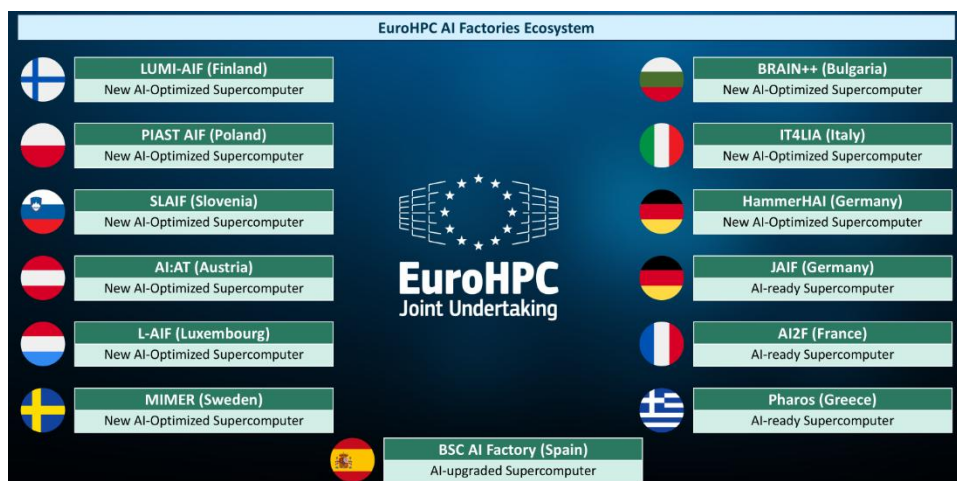 EuroHPC AI Factories Ecosystem
LUMI-AIF (Finland)
New AI-Optimized Supercomputer
PIAST AIF (Poland)
New AI-Optimized Supercomputer
SLAIF (Slovenia)
New AI-Optimized Supercomputer
AI:AT (Austria)
New AI-Optimized Supercomputer
L-AIF (Luxembourg)
New AI-Optimized Supercomputer
MIMER (Sweden)
New AI-Optimized Supercomputer
EuroHPC
Joint Undertaking
BRAIN++ (Bulgaria)
New AI-Optimized Supercomputer
IT4LIA (Italy)
New AI-Optimized Supercomputer
HammerHAI (Germany)
New AI-Optimized Supercomputer
JAIF (Germany)
AI-ready Supercomputer
AI2F (France)
AI-ready Supercomputer
Pharos (Greece)
AI-ready Supercomputer
BSC AI Factory (Spain)
AI-upgraded Supercomputer